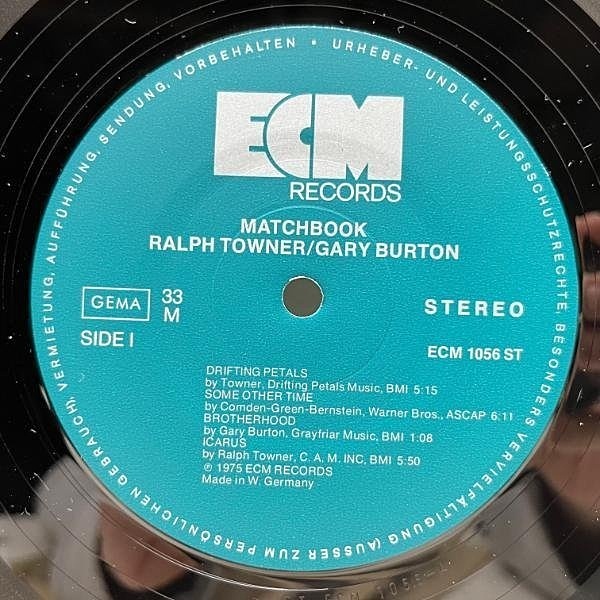 URHEBER- UND LEISTUNGSSCHUTZRECHTE, BESONDERS VERVIELFÄLTIGUNG (AUSSER ZUM PERSÖNLICHEN GEBRAUCH), VERMIETUNG, AUFFÜHRUNG, SENDUNG, VORBEHALTEN •
ECM
RECORDS
MATCHBOOK
RALPH TOWNER/GARY BURTON
GEMA
33
M
STEREO
SIDE I
ECM 1056 ST
DRIFTING PETALS
by Towner, Drifting Petals Music, BMI 5:15
SOME OTHER TIME
by Comden-Green-Bernstein, Warner Bros., ASCAP 6:11
BROTHERHOOD
by Gary Burton, Grayfriar Music, BMI 1:08
ICARUS
by Ralph Towner, C. A. M. INC, BMI 5:50
℗ 1975 ECM RECORDS
Made in W. Germany